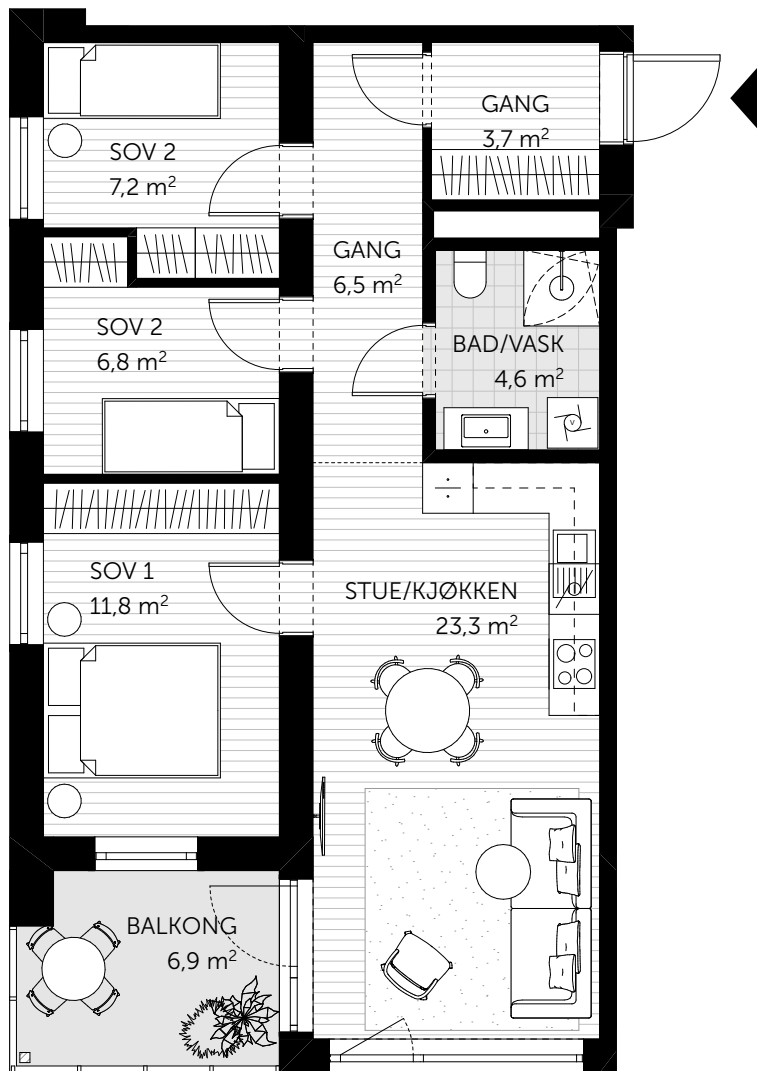 GANG
3,7 m²
SOV 2
7,2 m²
GANG
6,5 m²
SOV 2
6,8 m²
BAD/VASK
4,6 m²
V
SOV 1
11,8 m²
STUE/KJØKKEN
23,3 m²
BALKONG
6,9 m²